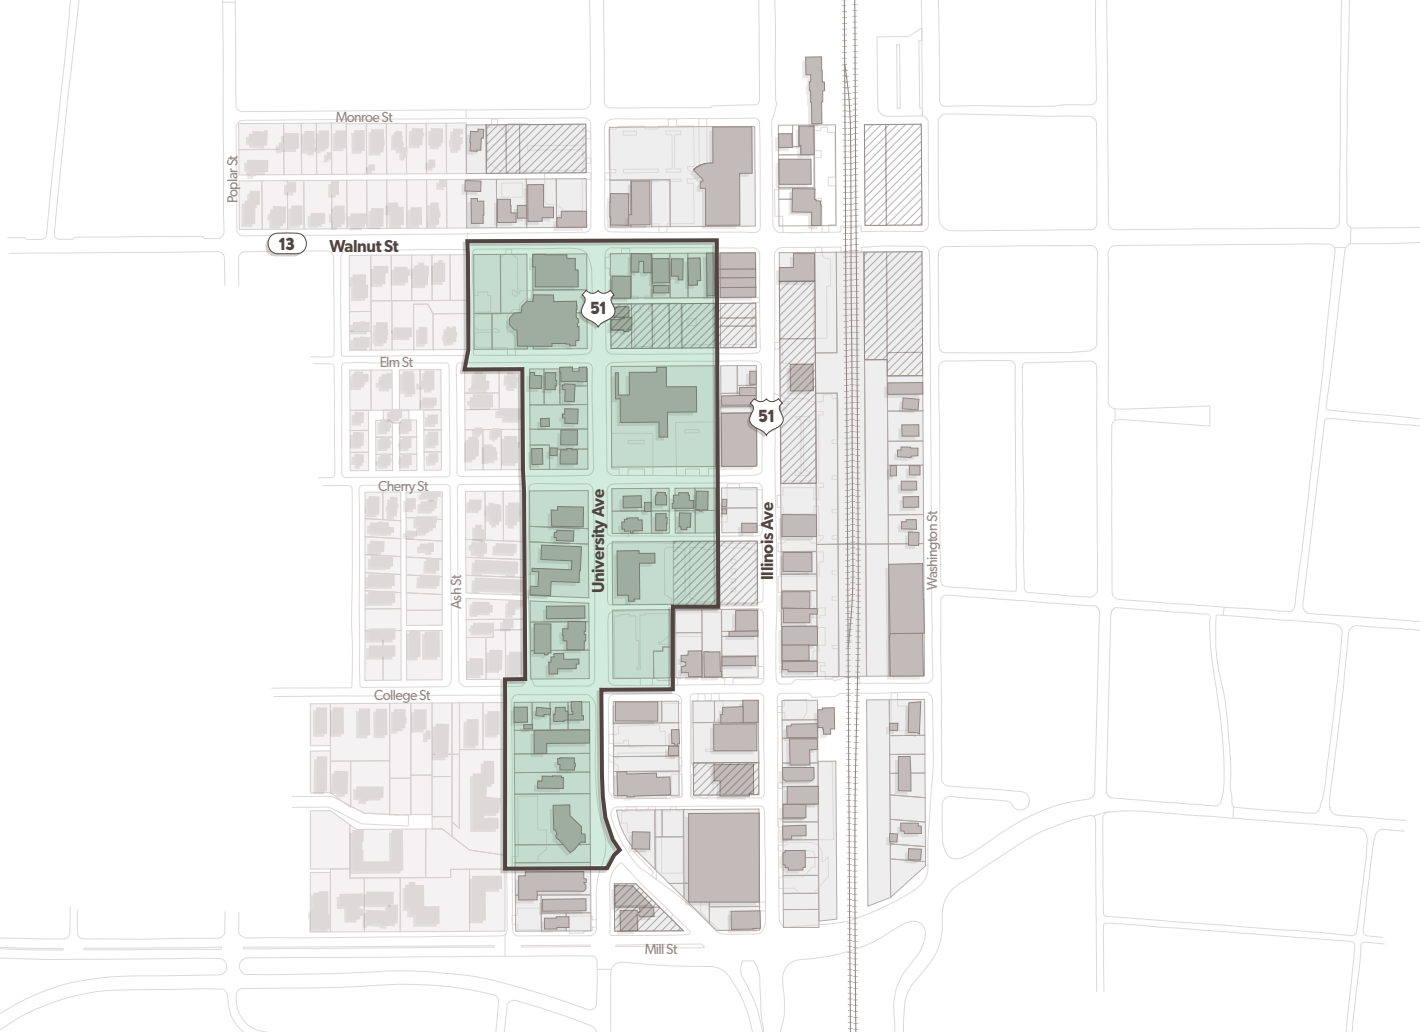 Monroe St
Poplar St
13
Walnut St
51
Elm St
51
Cherry St
University Ave
Illinois Ave
Washington St
Ash St
College St
Mill St